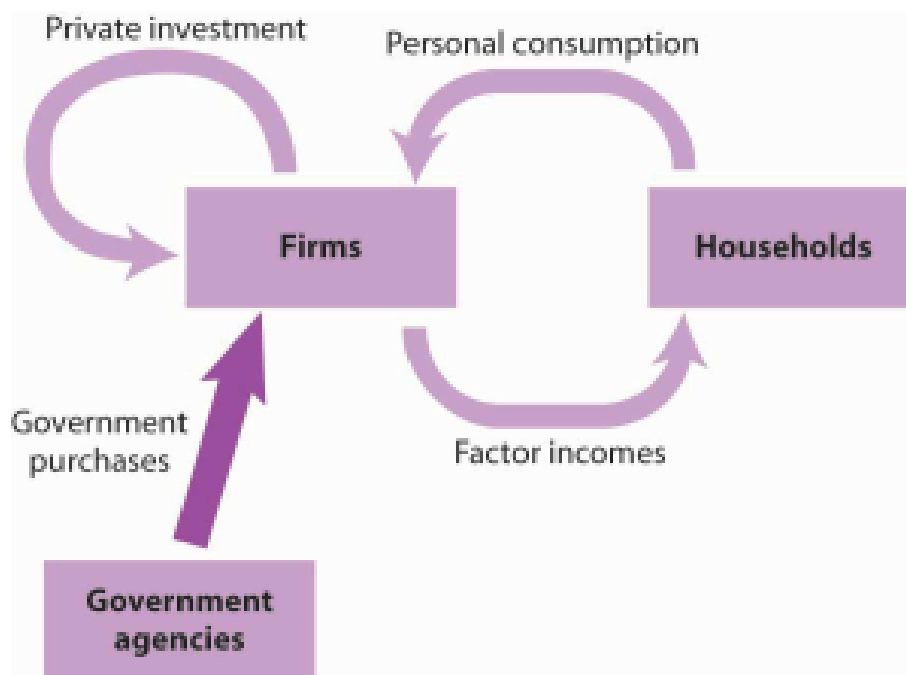 Private investment
Personal consumption
Firms
Households
Government
purchases
Factor incomes
Government
agencies